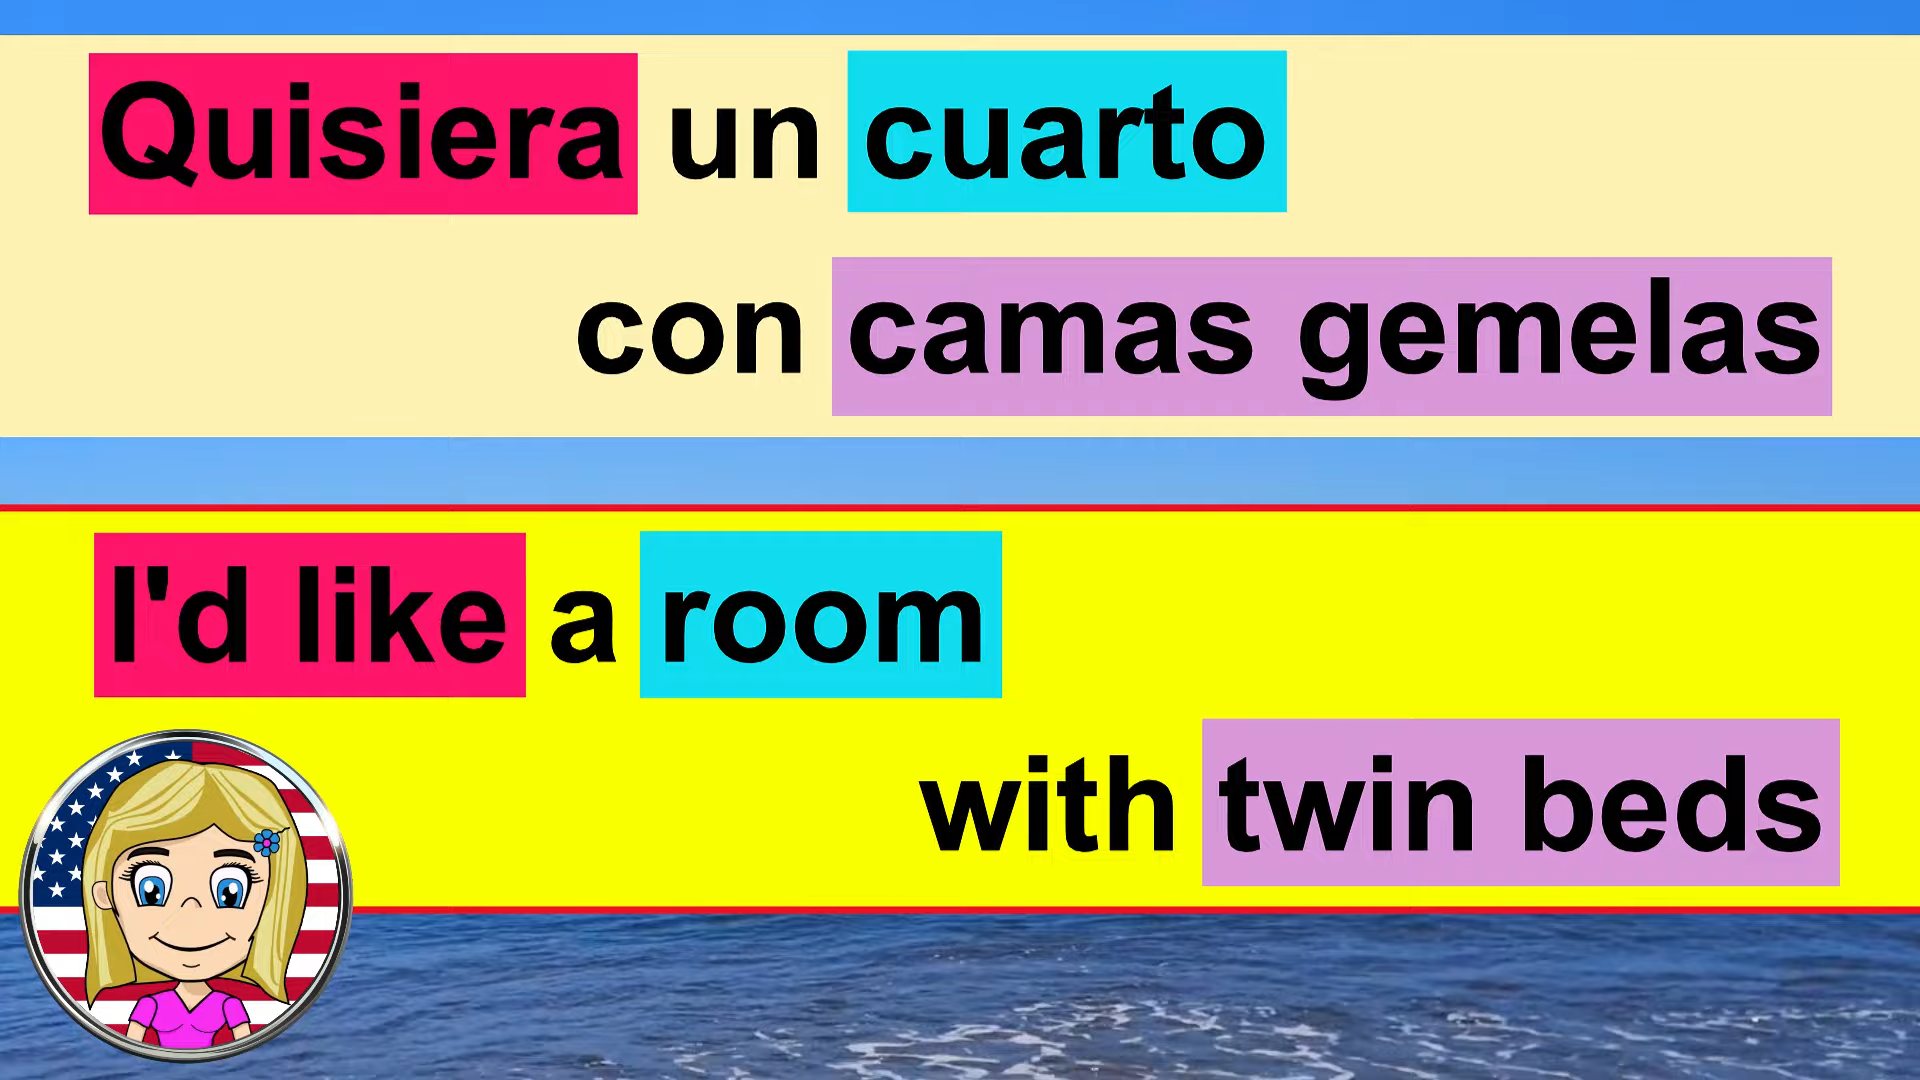 Quisiera un cuarto
con camas gemelas
I'd like a room
with twin beds